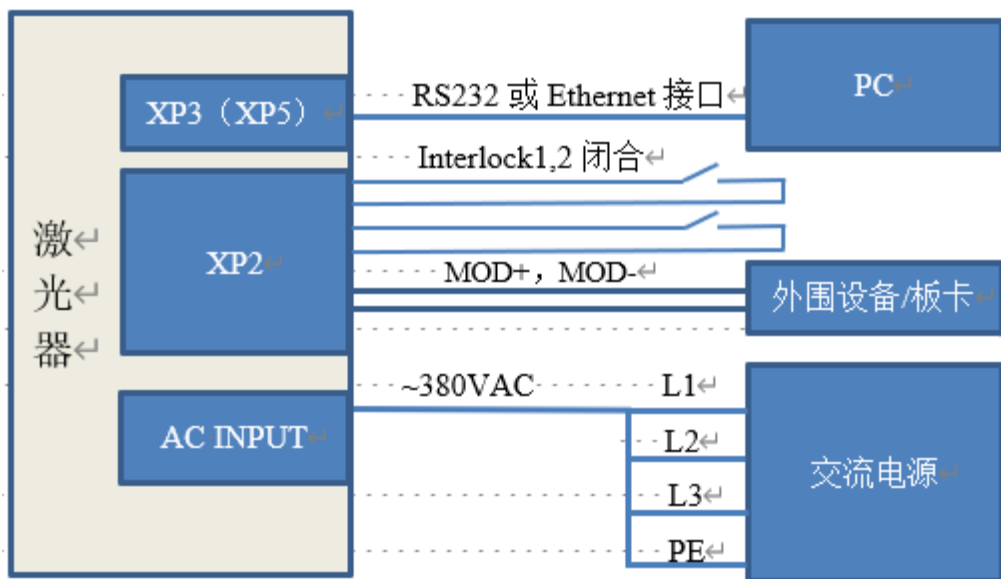 XP3（XP5）
RS232 或 Ethernet 接口
PC
Interlock1,2 闭合
激光器
XP2
MOD+，MOD-
外围设备/板卡
~380VAC
L1
AC INPUT
L2
交流电源
L3
PE